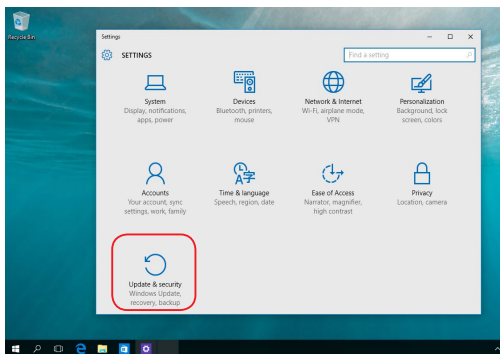 Recycle Bin
Settings
SETTINGS
Find a setting
System
Display, notifications,
apps, power
Devices
Bluetooth, printers,
mouse
Network & Internet
Wi-Fi, airplane mode,
VPN
Personalization
Background, lock
screen, colors
Accounts
Your account, sync
settings, work, family
Time & language
Speech, region, date
Ease of Access
Narrator, magnifier,
high contrast
Privacy
Location, camera
Update & security
Windows Update,
recovery, backup